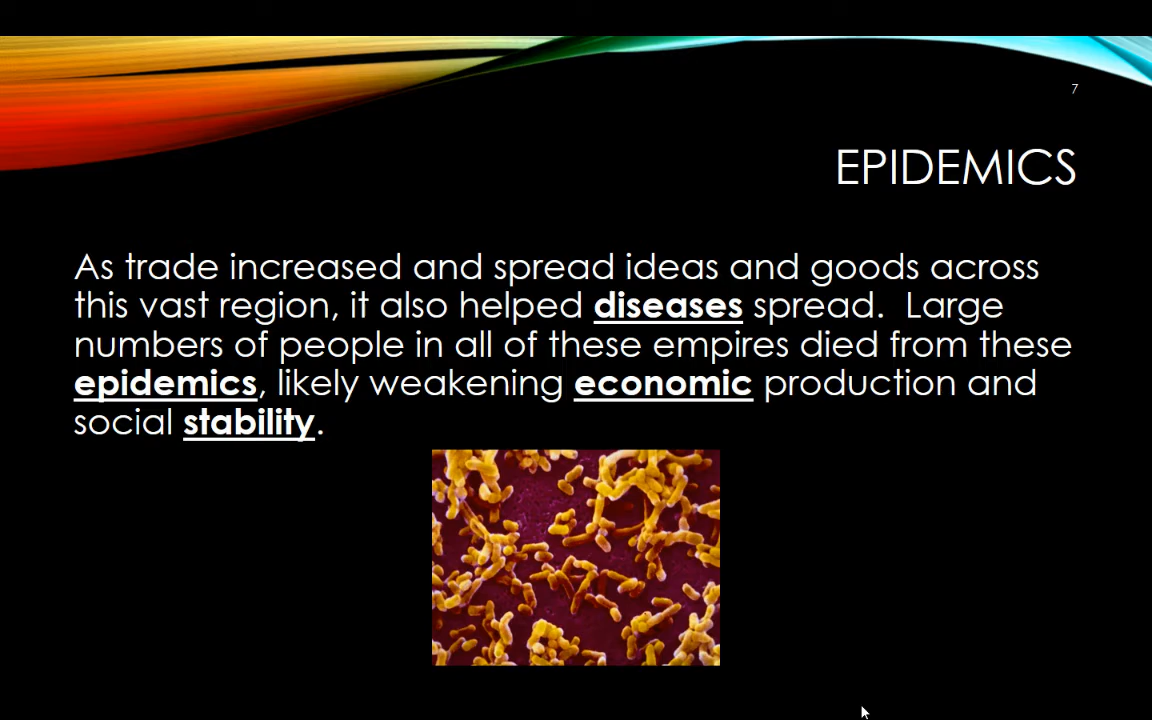 7
EPIDEMICS
As trade increased and spread ideas and goods across
this vast region, it also helped diseases spread.  Large
numbers of people in all of these empires died from these
epidemics, likely weakening economic production and
social stability.